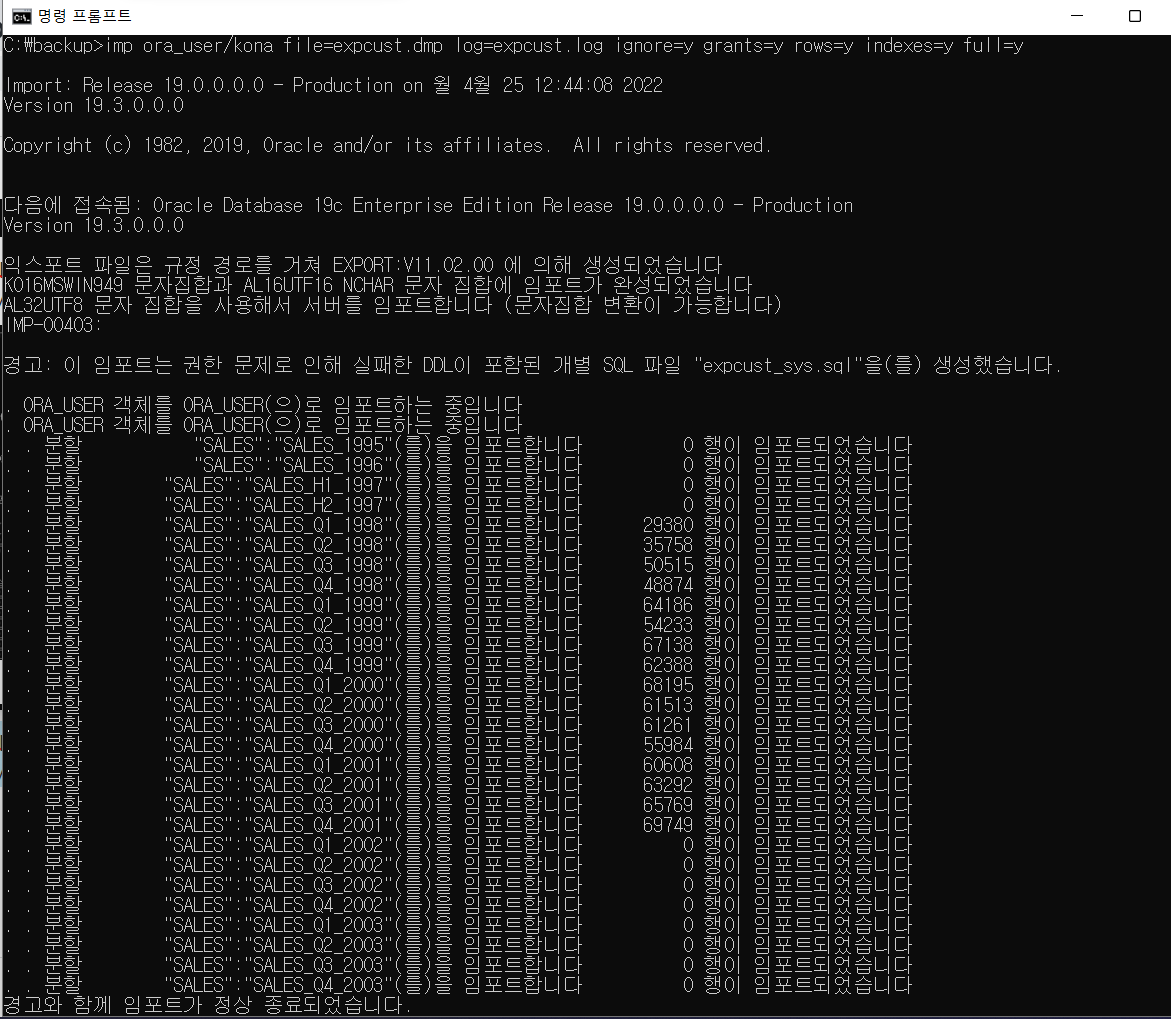 명령 프롬프트
C:\backup>imp ora_user/kona file=expcust.dmp log=expcust.log ignore=y grants=y rows=y indexes=y full=y
Import: Release 19.0.0.0.0 - Production on 월 4월 25 12:44:08 2022
Version 19.3.0.0.0
Copyright (c) 1982, 2019, Oracle and/or its affiliates.  All rights reserved.
다음에 접속됨: Oracle Database 19c Enterprise Edition Release 19.0.0.0.0 - Production
Version 19.3.0.0.0
익스포트 파일은 규정 경로를 거쳐 EXPORT:V11.02.00 에 의해 생성되었습니다
KO16MSWIN949 문자집합과 AL16UTF16 NCHAR 문자 집합에 임포트가 완성되었습니다
AL32UTF8 문자 집합을 사용해서 서버를 임포트합니다 (문자집합 변환이 가능합니다)
IMP-00403:
경고: 이 임포트는 권한 문제로 인해 실패한 DDL이 포함된 개별 SQL 파일 "expcust_sys.sql"을(를) 생성했습니다.
. ORA_USER 객체를 ORA_USER(으)로 임포트하는 중입니다
. ORA_USER 객체를 ORA_USER(으)로 임포트하는 중입니다
. . 분할 "SALES":"SALES_1995"(를)을 임포트합니다 0 행이 임포트되었습니다
. . 분할 "SALES":"SALES_1996"(를)을 임포트합니다 0 행이 임포트되었습니다
. . 분할 "SALES":"SALES_H1_1997"(를)을 임포트합니다 0 행이 임포트되었습니다
. . 분할 "SALES":"SALES_H2_1997"(를)을 임포트합니다 0 행이 임포트되었습니다
. . 분할 "SALES":"SALES_Q1_1998"(를)을 임포트합니다 29380 행이 임포트되었습니다
. . 분할 "SALES":"SALES_Q2_1998"(를)을 임포트합니다 35758 행이 임포트되었습니다
. . 분할 "SALES":"SALES_Q3_1998"(를)을 임포트합니다 50515 행이 임포트되었습니다
. . 분할 "SALES":"SALES_Q4_1998"(를)을 임포트합니다 48874 행이 임포트되었습니다
. . 분할 "SALES":"SALES_Q1_1999"(를)을 임포트합니다 64186 행이 임포트되었습니다
. . 분할 "SALES":"SALES_Q2_1999"(를)을 임포트합니다 54233 행이 임포트되었습니다
. . 분할 "SALES":"SALES_Q3_1999"(를)을 임포트합니다 67138 행이 임포트되었습니다
. . 분할 "SALES":"SALES_Q4_1999"(를)을 임포트합니다 62388 행이 임포트되었습니다
. . 분할 "SALES":"SALES_Q1_2000"(를)을 임포트합니다 68195 행이 임포트되었습니다
. . 분할 "SALES":"SALES_Q2_2000"(를)을 임포트합니다 61513 행이 임포트되었습니다
. . 분할 "SALES":"SALES_Q3_2000"(를)을 임포트합니다 61261 행이 임포트되었습니다
. . 분할 "SALES":"SALES_Q4_2000"(를)을 임포트합니다 55984 행이 임포트되었습니다
. . 분할 "SALES":"SALES_Q1_2001"(를)을 임포트합니다 60608 행이 임포트되었습니다
. . 분할 "SALES":"SALES_Q2_2001"(를)을 임포트합니다 63292 행이 임포트되었습니다
. . 분할 "SALES":"SALES_Q3_2001"(를)을 임포트합니다 65769 행이 임포트되었습니다
. . 분할 "SALES":"SALES_Q4_2001"(를)을 임포트합니다 69749 행이 임포트되었습니다
. . 분할 "SALES":"SALES_Q1_2002"(를)을 임포트합니다 0 행이 임포트되었습니다
. . 분할 "SALES":"SALES_Q2_2002"(를)을 임포트합니다 0 행이 임포트되었습니다
. . 분할 "SALES":"SALES_Q3_2002"(를)을 임포트합니다 0 행이 임포트되었습니다
. . 분할 "SALES":"SALES_Q4_2002"(를)을 임포트합니다 0 행이 임포트되었습니다
. . 분할 "SALES":"SALES_Q1_2003"(를)을 임포트합니다 0 행이 임포트되었습니다
. . 분할 "SALES":"SALES_Q2_2003"(를)을 임포트합니다 0 행이 임포트되었습니다
. . 분할 "SALES":"SALES_Q3_2003"(를)을 임포트합니다 0 행이 임포트되었습니다
. . 분할 "SALES":"SALES_Q4_2003"(를)을 임포트합니다 0 행이 임포트되었습니다
경고와 함께 임포트가 정상 종료되었습니다.